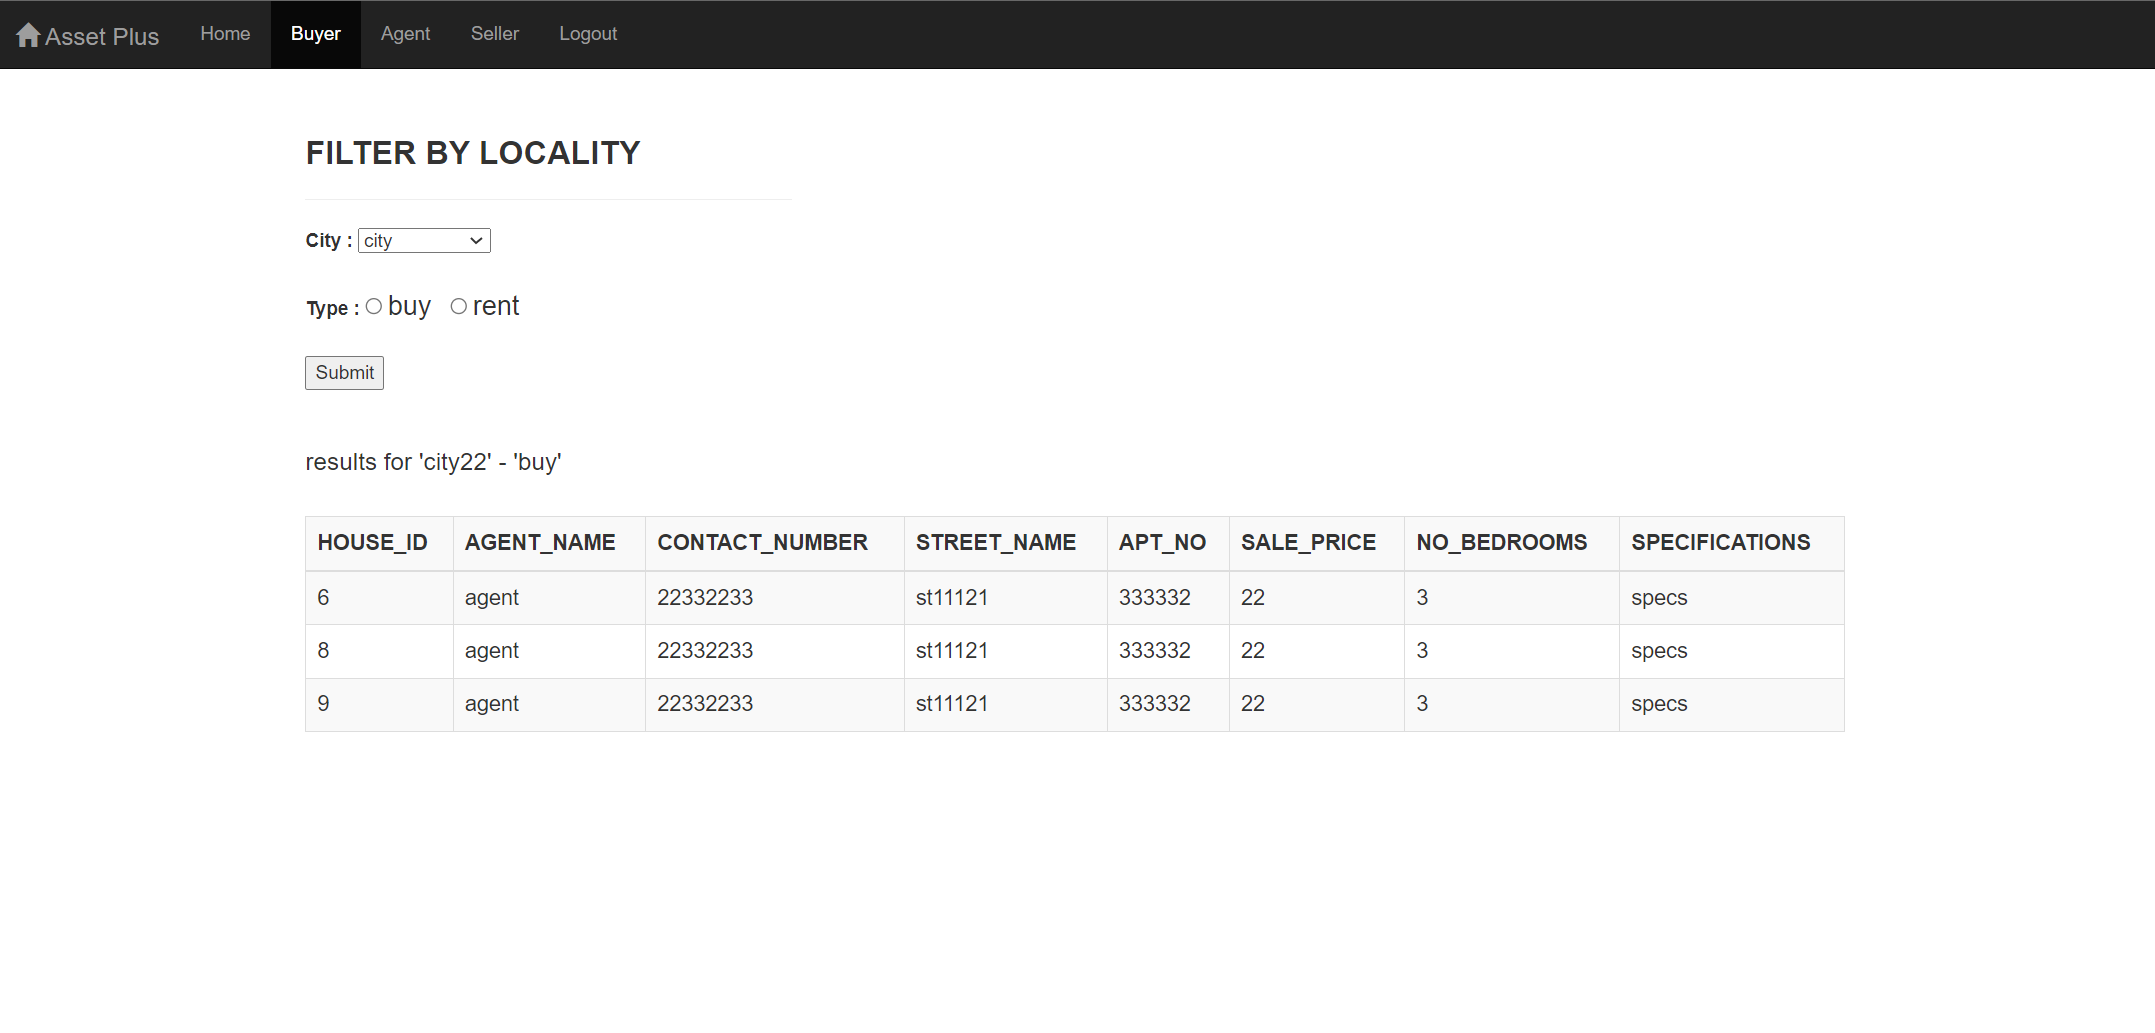 Asset Plus Home Buyer Agent Seller Logout
FILTER BY LOCALITY
City : city
Type : buy rent
Submit
results for 'city22' - 'buy'
HOUSE_ID AGENT_NAME CONTACT_NUMBER STREET_NAME APT_NO SALE_PRICE NO_BEDROOMS SPECIFICATIONS
6 agent 22332233 st11121 333332 22 3 specs
8 agent 22332233 st11121 333332 22 3 specs
9 agent 22332233 st11121 333332 22 3 specs